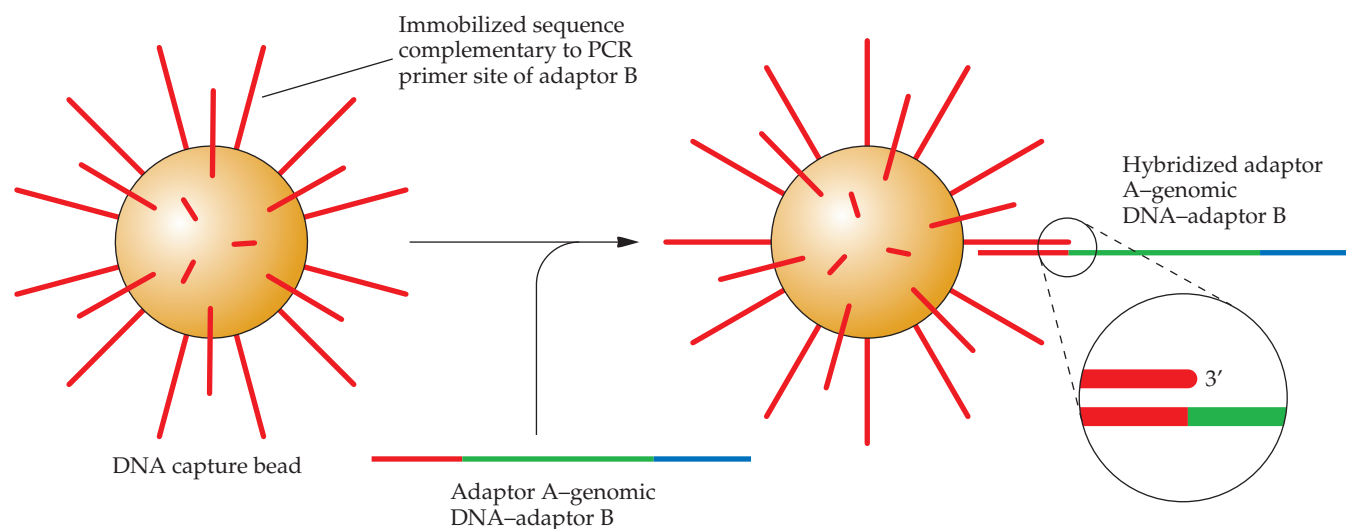 Immobilized sequence
complementary to PCR
primer site of adaptor B
DNA capture bead
Adaptor A–genomic
DNA–adaptor B
Hybridized adaptor
A–genomic
DNA–adaptor B
3′